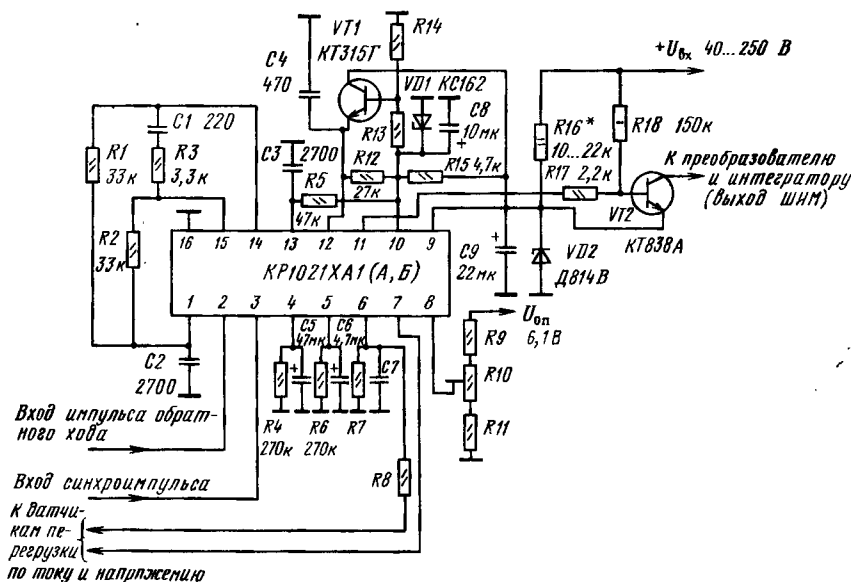 VT1
КТ315Г
R14
C4
470
VD1 КС162
+U вх 40...250 В
C1 220
R1
33к
R3
3,3к
C3
2700
R13
C8
10мк
+
R16*
10...22к
R18 150к
R12
27к
R15 4,7к
R5
47к
R17 2,2к
VT2
КТ838А
К преобразователю
и интегратору
(выход ШИМ)
R2
33к
16 15 14 13 12 11 10 9
КР1021ХА1 (А,Б)
1 2 3 4 5 6 7 8
+
C9
22мк
VD2
Д814В
C2
2700
C5
47мк
+
C6
4,7мк
+
C7
R4
270к
R6
270к
R7
R8
U оп
6,1В
R9
R10
R11
Вход импульса обрат-
ного хода
Вход синхроимпульса
К датчи-
кам пе-
регрузки
по току и напряжению